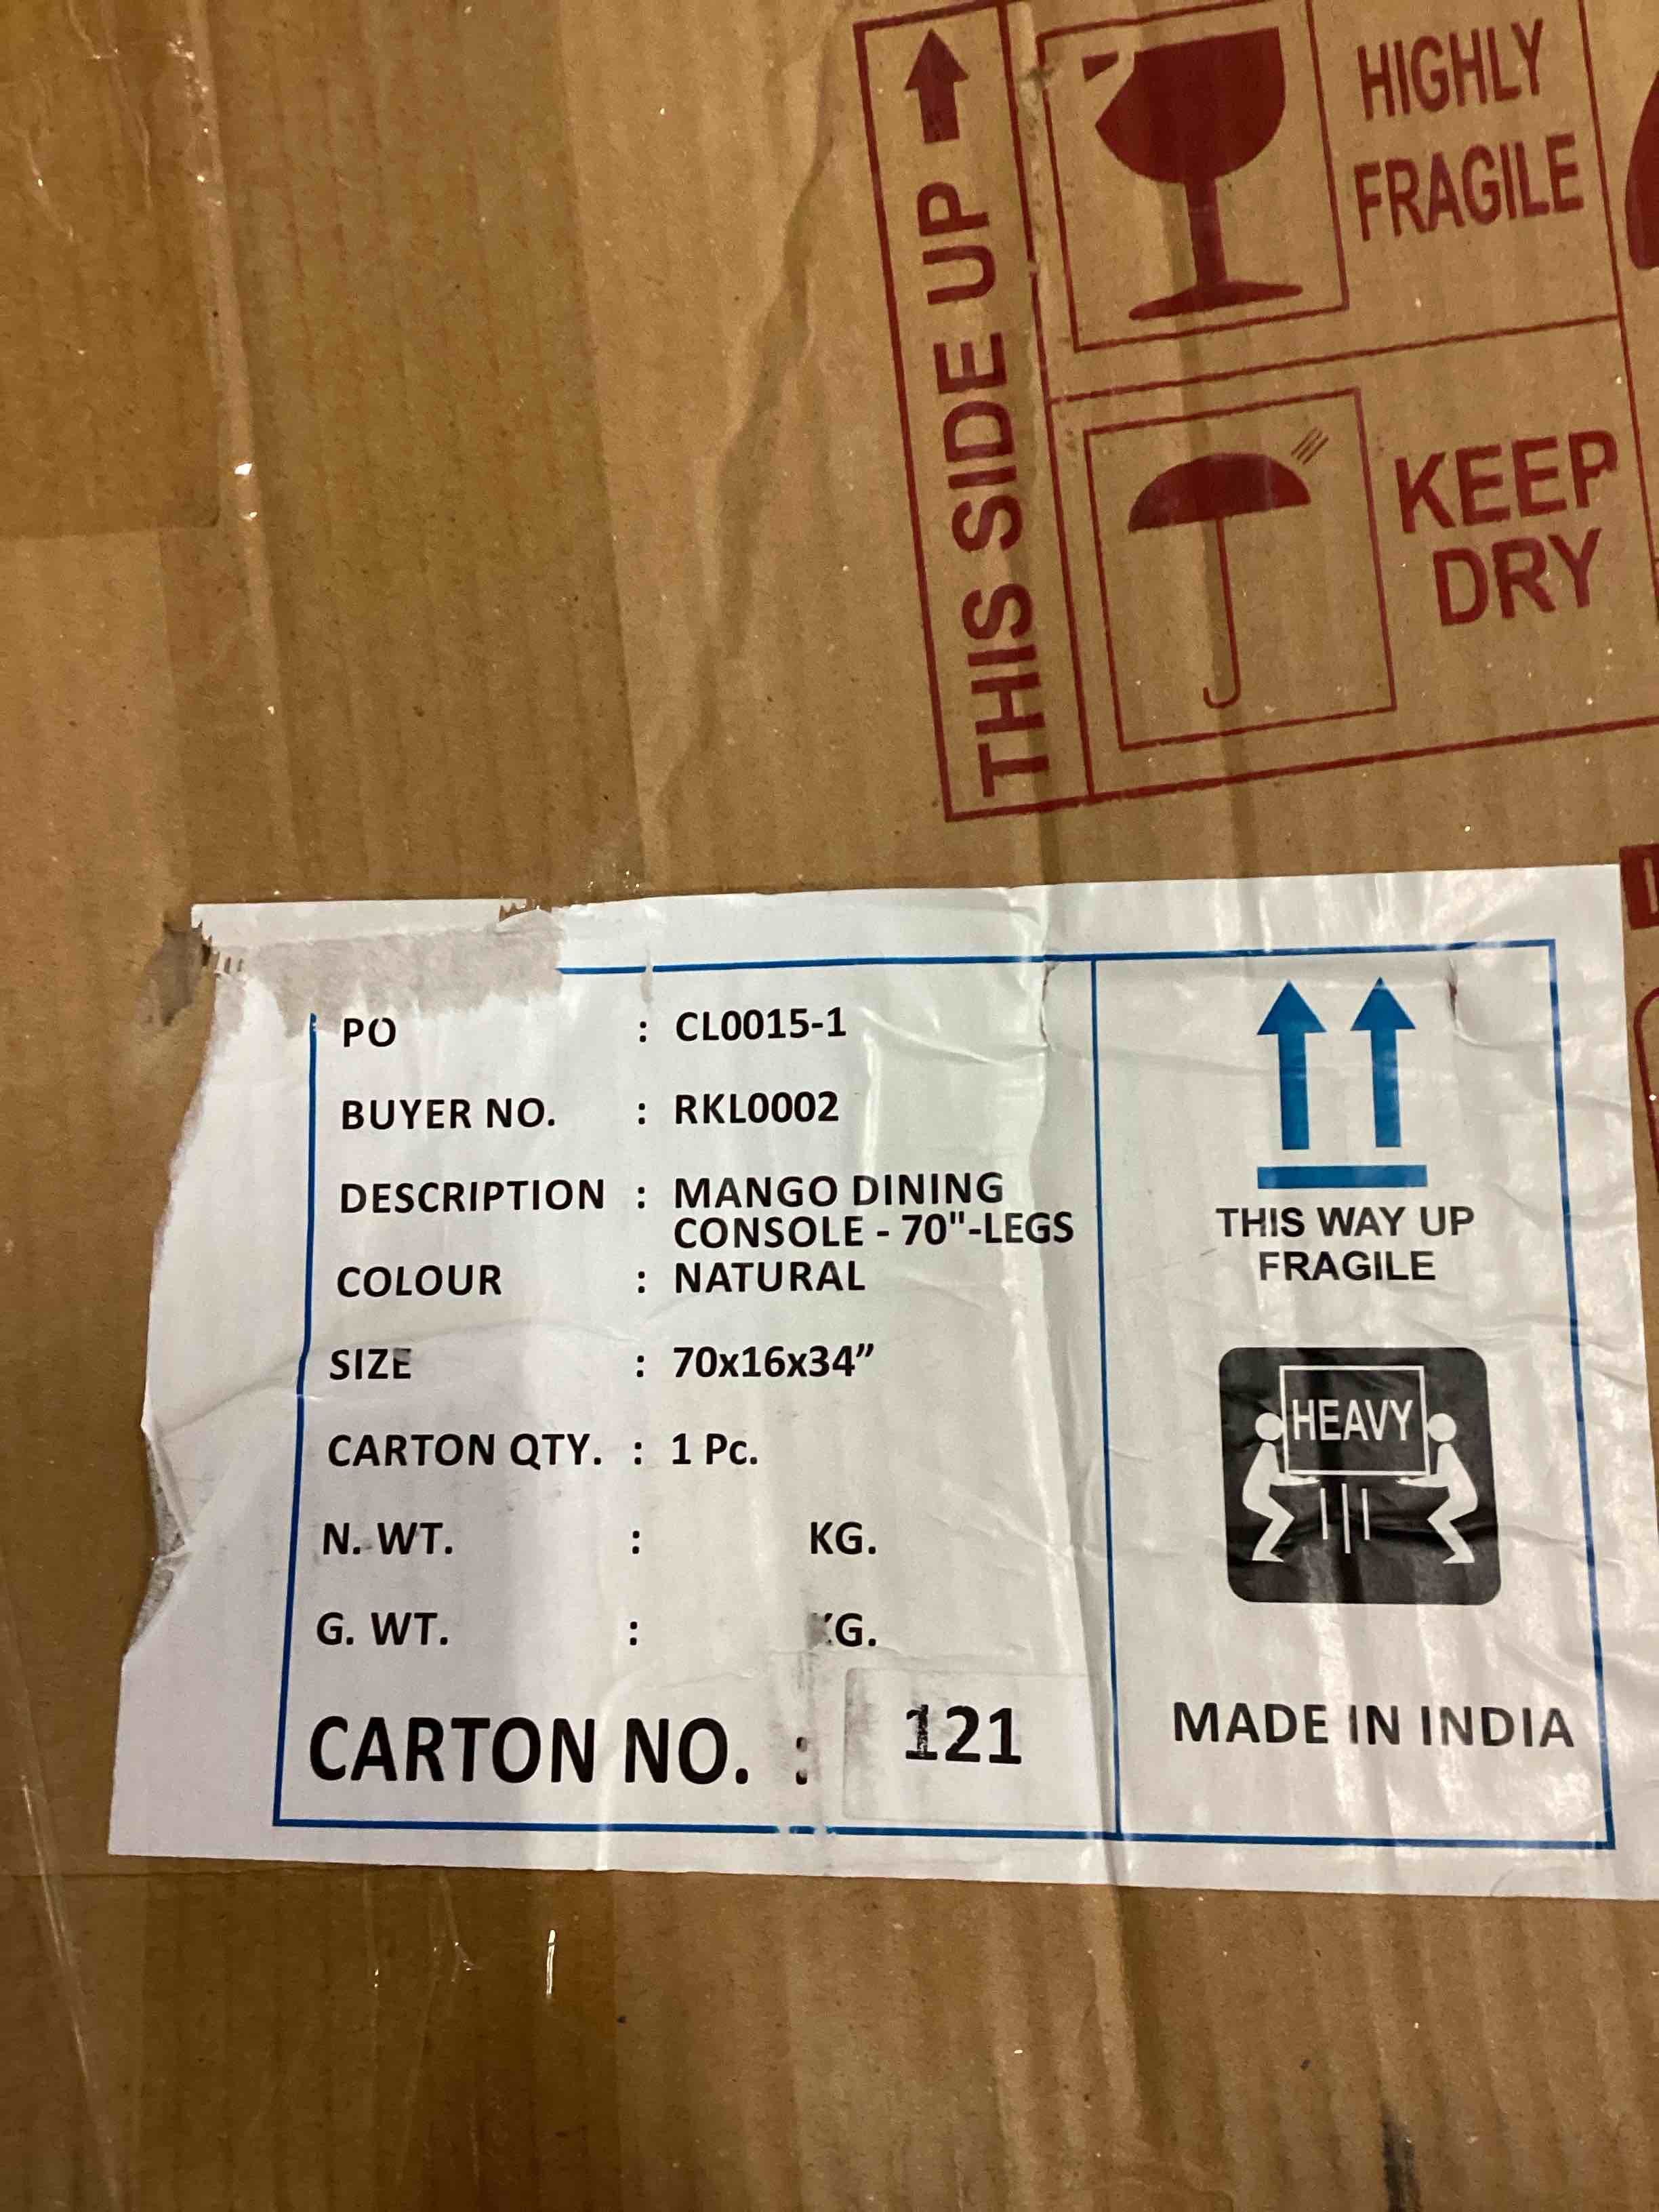 THIS SIDE UP
HIGHLY
FRAGILE
KEEP
DRY
PO : CL0015-1
BUYER NO. : RKL0002
DESCRIPTION : MANGO DINING
CONSOLE - 70"-LEGS
COLOUR : NATURAL
SIZE : 70x16x34”
CARTON QTY. : 1 Pc.
N. WT. : KG.
G. WT. : KG.
CARTON NO. : 121
THIS WAY UP
FRAGILE
HEAVY
MADE IN INDIA